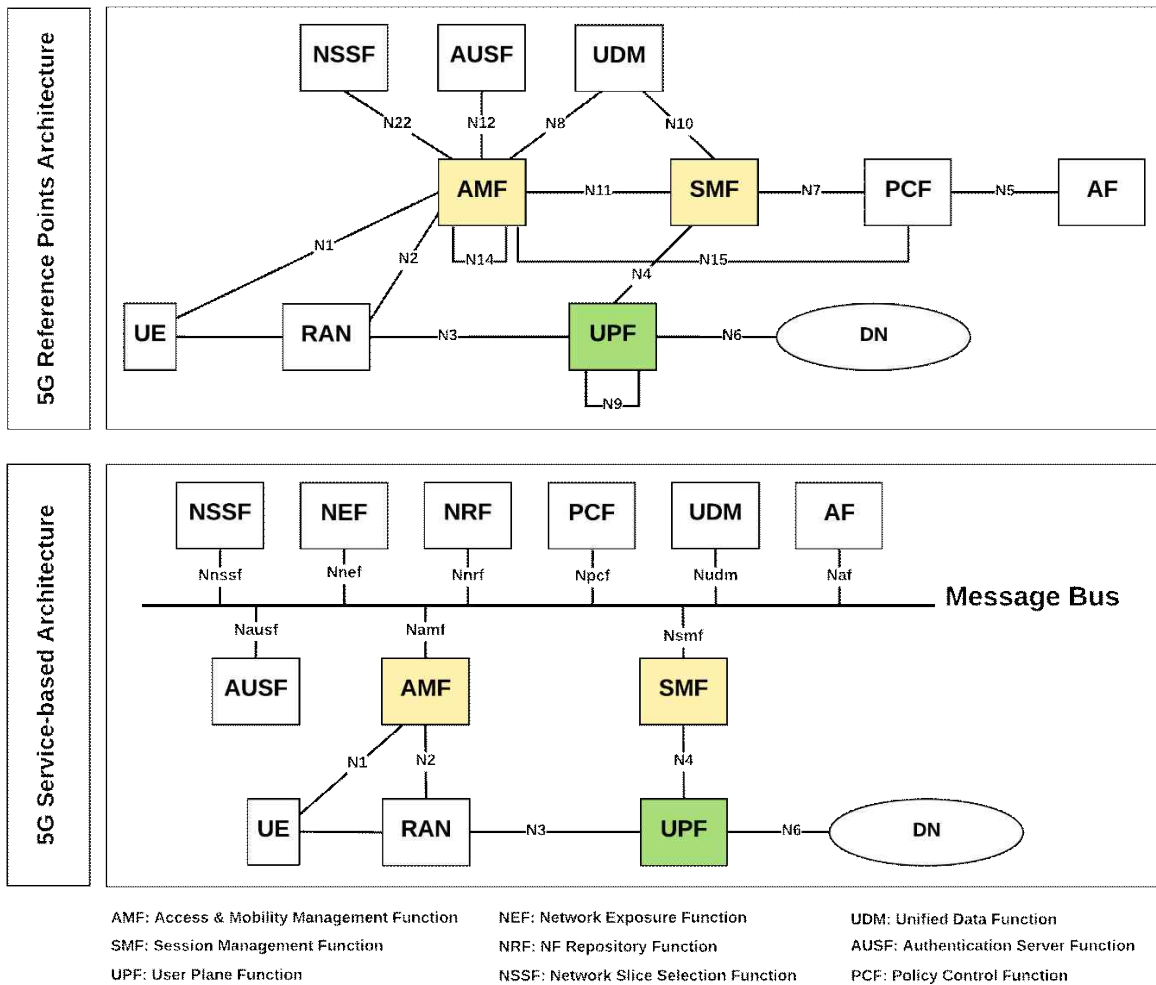 5G Reference Points Architecture
NSSF AUSF UDM
N22 N12 N8 N10
AMF N11 SMF N7 PCF N5 AF
N1 N2 N14 N4 N15
UE RAN N3 UPF N6 DN
N9
5G Service-based Architecture
NSSF NEF NRF PCF UDM AF
Nnssf Nnef Nnrf Npcf Nudm Naf
Message Bus
Nausf Namf Nsmf
AUSF AMF SMF
N1 N2 N4
UE RAN N3 UPF N6 DN
AMF: Access & Mobility Management Function NEF: Network Exposure Function UDM: Unified Data Function
SMF: Session Management Function NRF: NF Repository Function AUSF: Authentication Server Function
UPF: User Plane Function NSSF: Network Slice Selection Function PCF: Policy Control Function